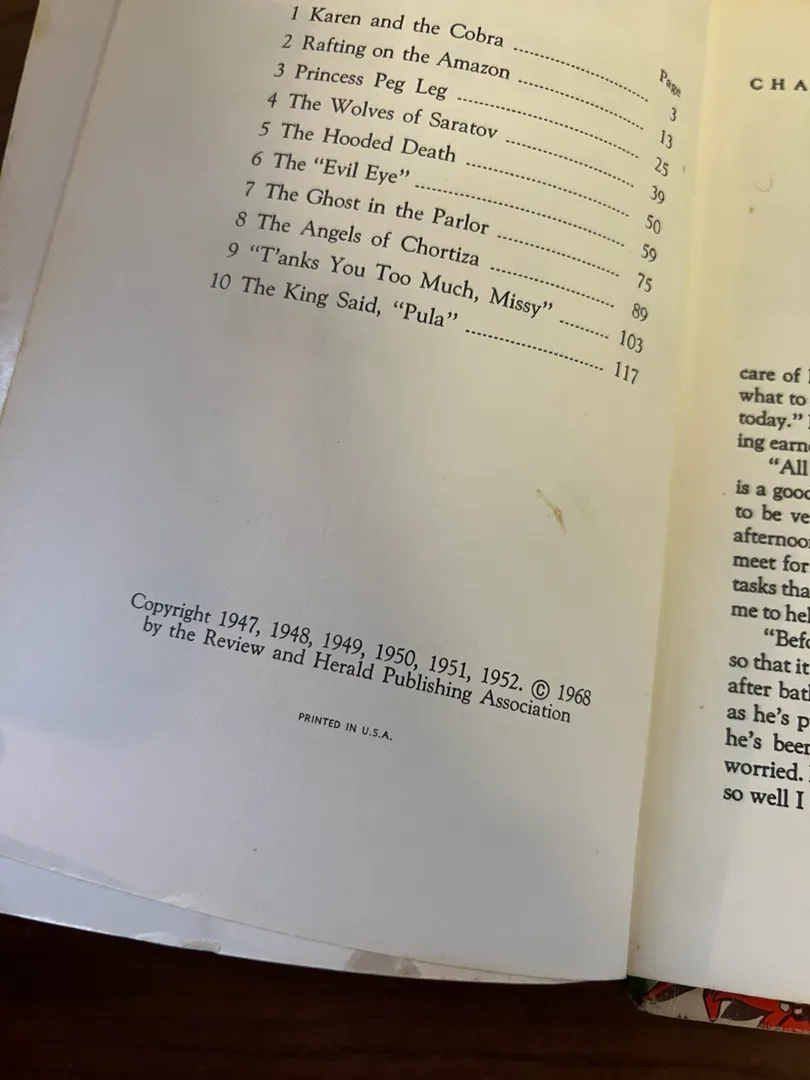 Page
1 Karen and the Cobra ........ 3
2 Rafting on the Amazon ........ 13
3 Princess Peg Leg ........ 25
4 The Wolves of Saratov ........ 39
5 The Hooded Death ........ 50
6 The “Evil Eye” ........ 59
7 The Ghost in the Parlor ........ 75
8 The Angels of Chortiza ........ 89
9 “T’anks You Too Much, Missy” ........ 103
10 The King Said, “Pula” ........ 117
Copyright 1947, 1948, 1949, 1950, 1951, 1952. © 1968
by the Review and Herald Publishing Association
PRINTED IN U.S.A.
CHA
care of
what to
today.”
ing earn
“All
is a good
to be ve
afternoo
meet for
tasks tha
me to hel
“Befo
so that it
after bat
as he’s p
he’s been
worried.
so well I